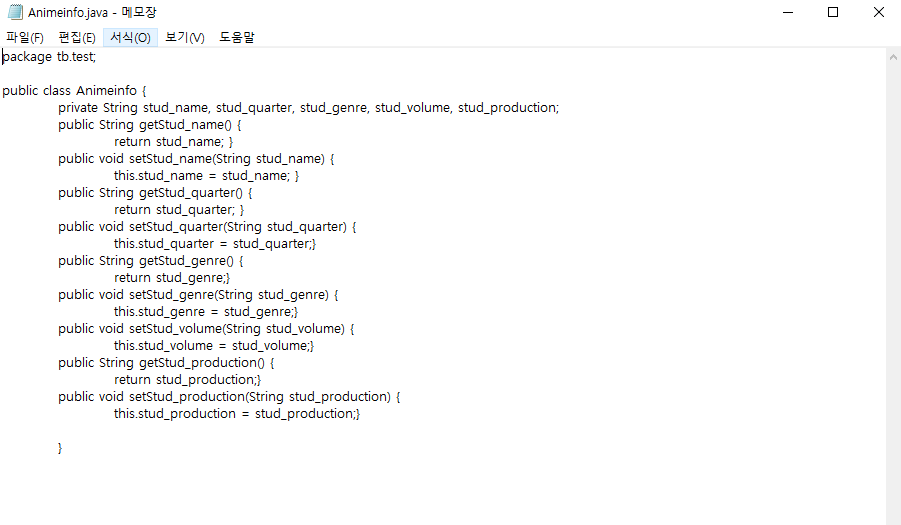 Animeinfo.java - 메모장
파일(F) 편집(E) 서식(O) 보기(V) 도움말
package tb.test;
public class Animeinfo {
private String stud_name, stud_quarter, stud_genre, stud_volume, stud_production;
public String getStud_name() {
return stud_name; }
public void setStud_name(String stud_name) {
this.stud_name = stud_name; }
public String getStud_quarter() {
return stud_quarter; }
public void setStud_quarter(String stud_quarter) {
this.stud_quarter = stud_quarter;}
public String getStud_genre() {
return stud_genre;}
public void setStud_genre(String stud_genre) {
this.stud_genre = stud_genre;}
public void setStud_volume(String stud_volume) {
this.stud_volume = stud_volume;}
public String getStud_production() {
return stud_production;}
public void setStud_production(String stud_production) {
this.stud_production = stud_production;}
}